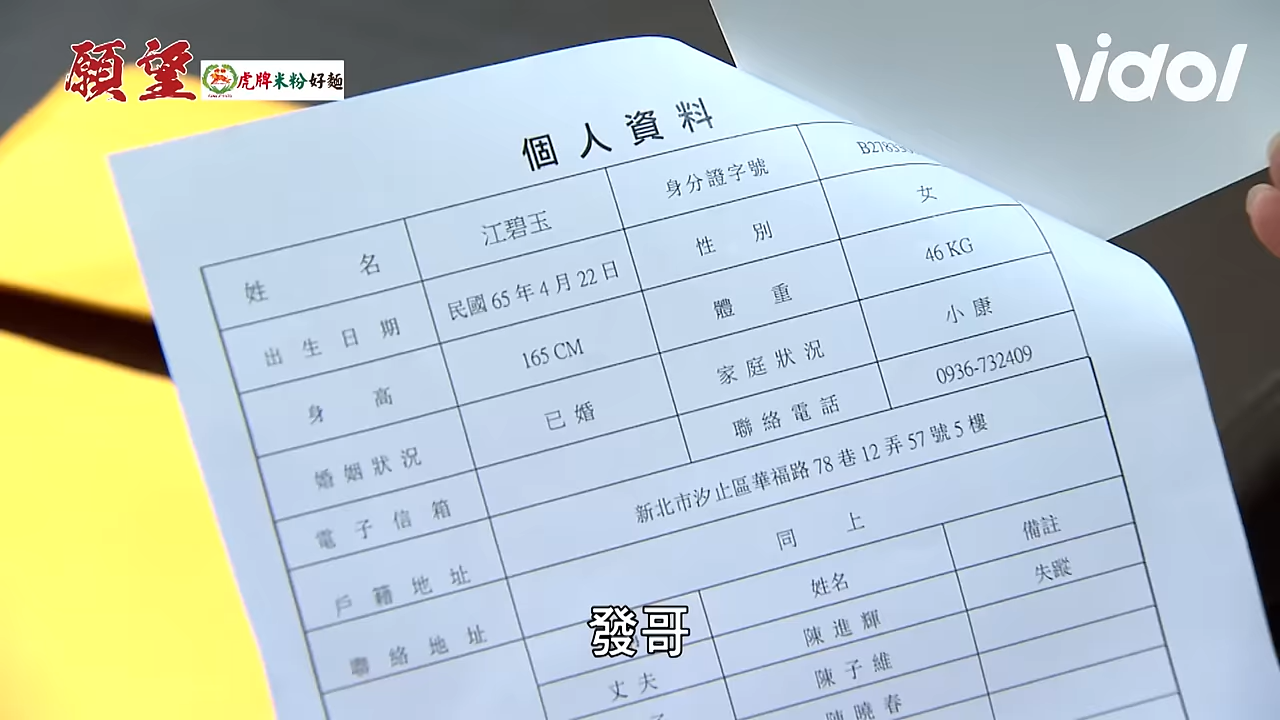 願望
虎牌米粉好麵
vidol
個人資料
姓名 江碧玉 身分證字號
出生日期 民國65年4月22日 性別 女
身高 165 CM 體重 46 KG
婚姻狀況 已婚 家庭狀況 小康
電子信箱 聯絡電話 0936-732409
戶籍地址 新北市汐止區華福路78巷12弄57號5樓
聯絡地址 同上
姓名 備註
丈夫 陳進輝 失蹤
陳子維
陳曉春
發哥